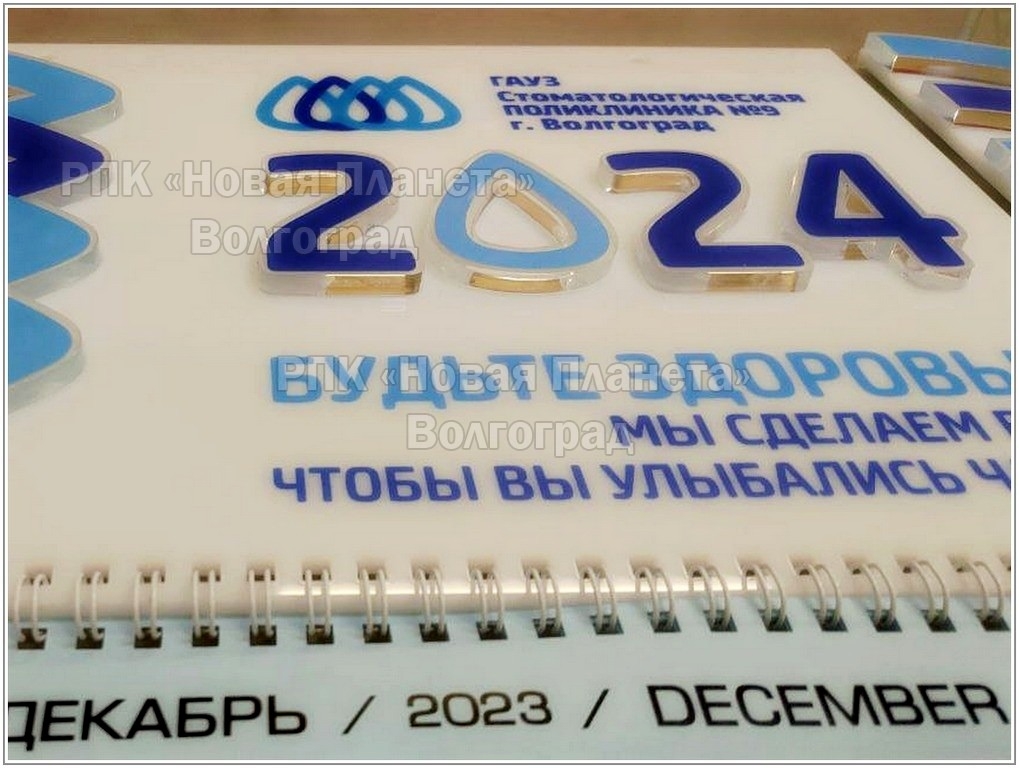 ГАУЗ
Стоматологическая
ПОЛИКЛИНИКА №9
г. Волгоград
2024
РПК «Новая Планета»
Волгоград
БУДЬТЕ ЗДОРОВЫ
РПК «Новая Планета»
Волгоград
МЫ СДЕЛАЕМ
ЧТОБЫ ВЫ УЛЫБАЛИСЬ
ДЕКАБРЬ / 2023 / DECEMBER